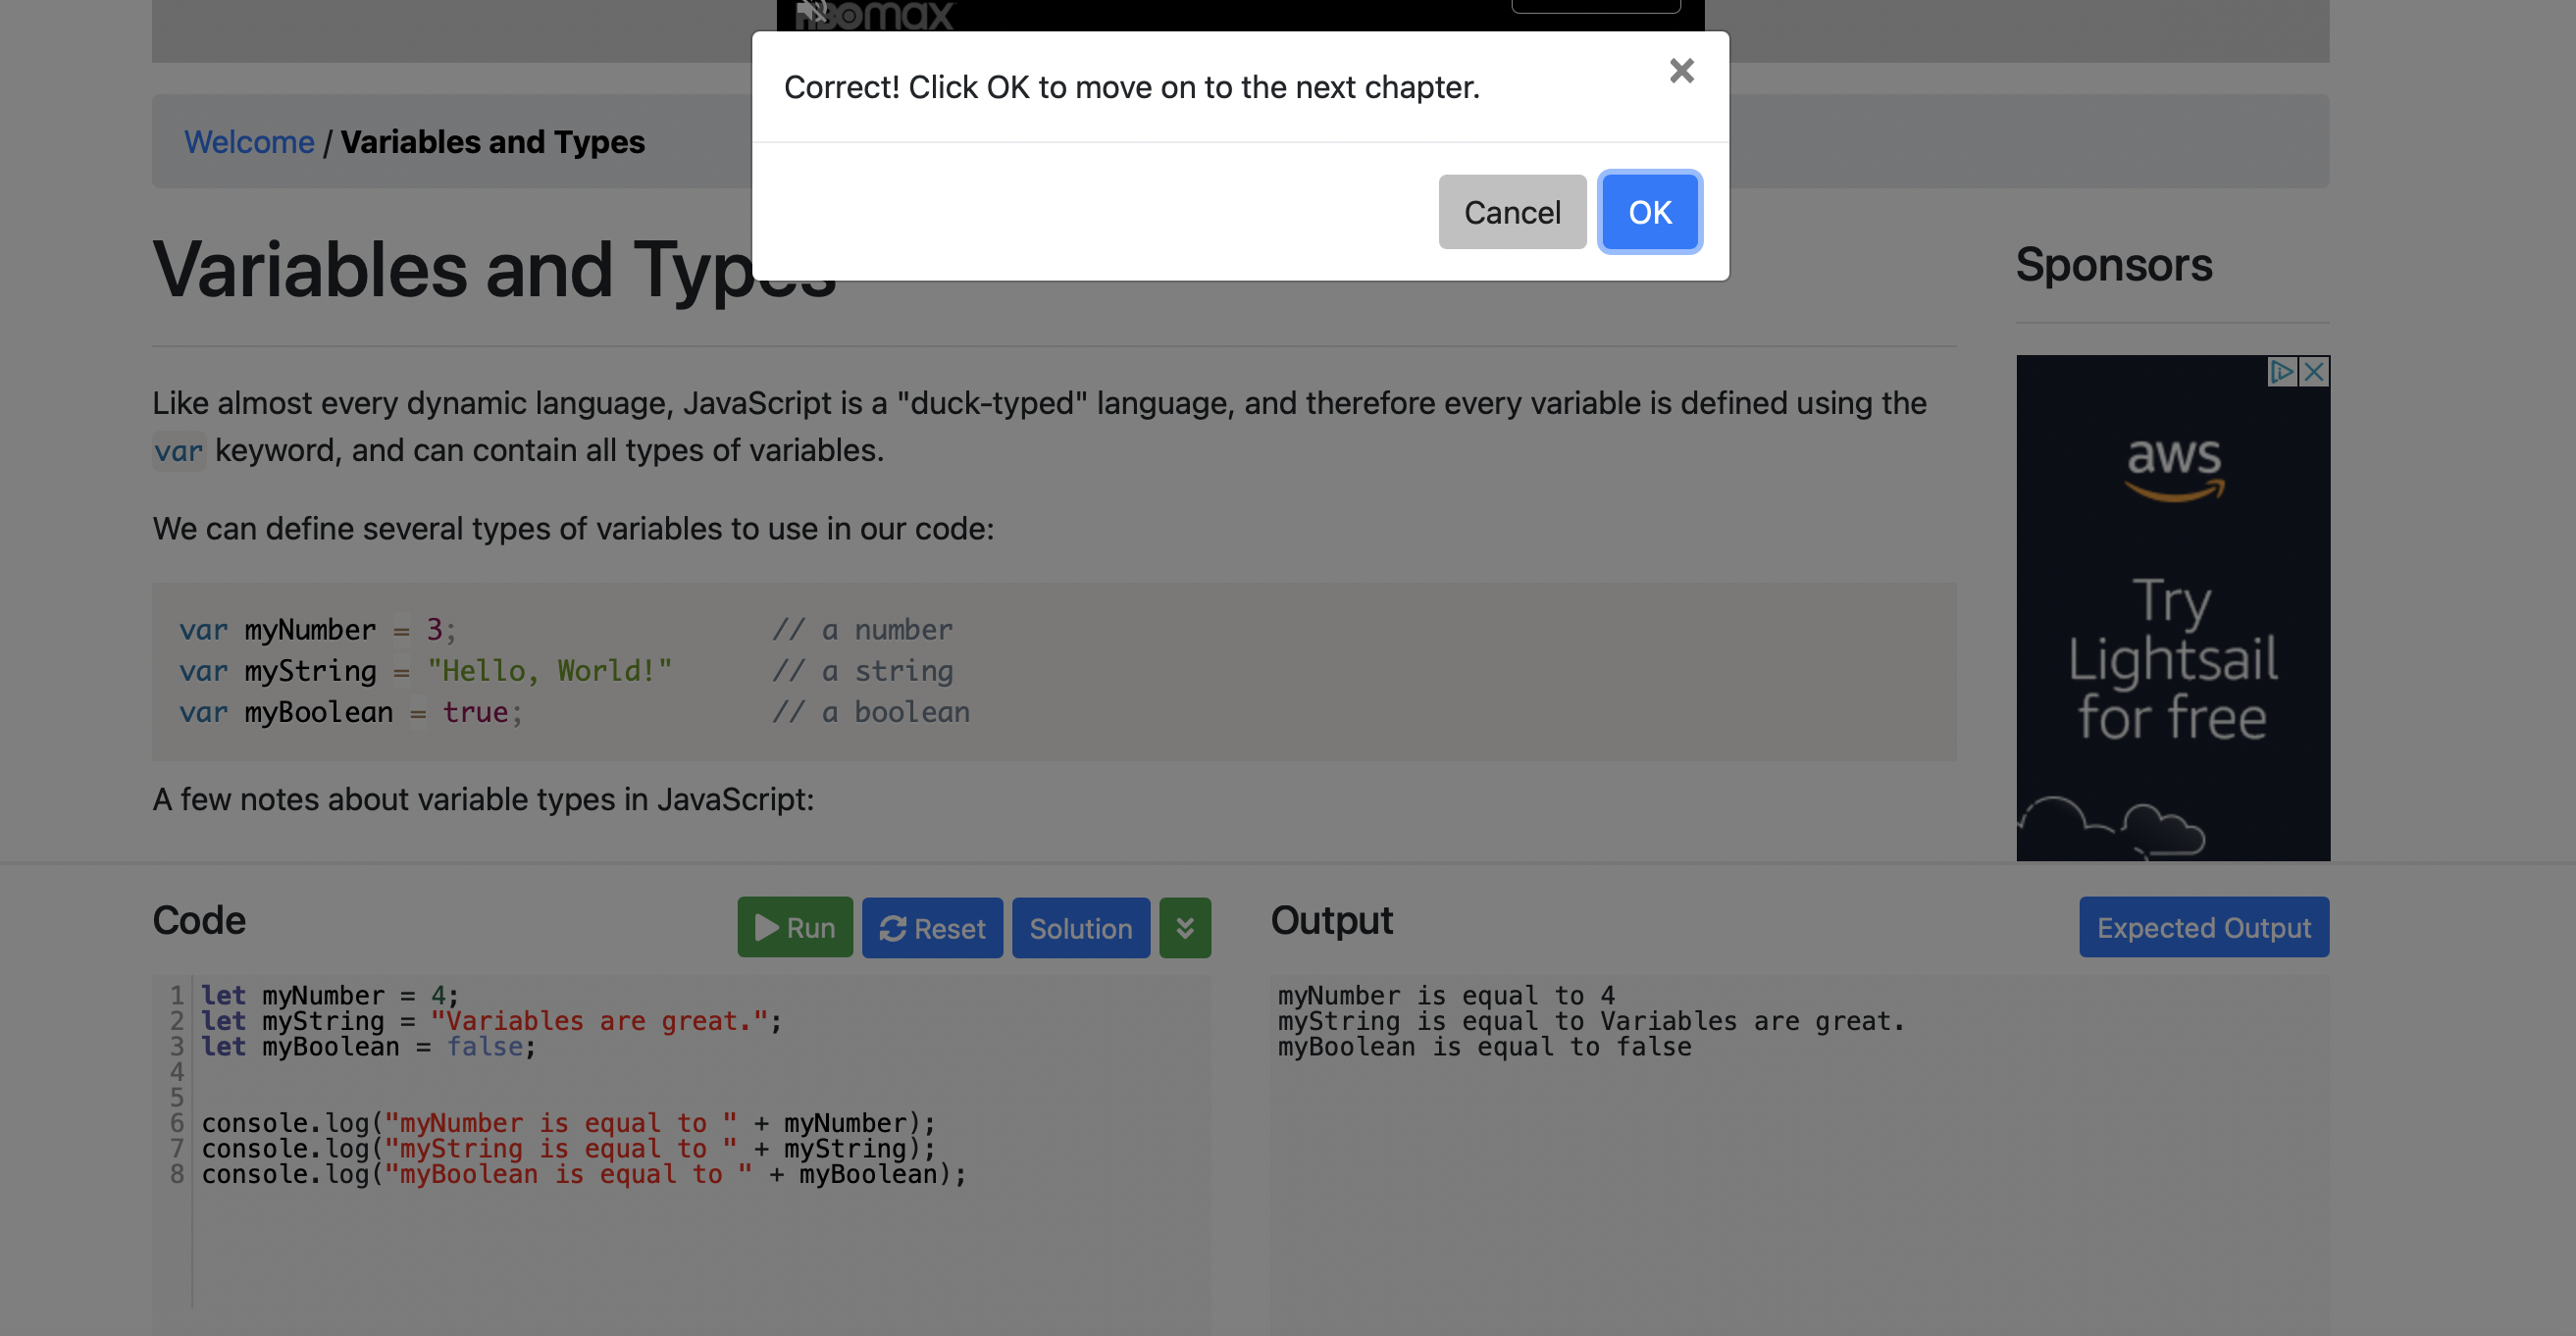 HBOmax
Correct! Click OK to move on to the next chapter.
Cancel OK
Welcome / Variables and Types
Variables and Types
Like almost every dynamic language, JavaScript is a "duck-typed" language, and therefore every variable is defined using the
var keyword, and can contain all types of variables.
We can define several types of variables to use in our code:
var myNumber = 3; // a number
var myString = "Hello, World!" // a string
var myBoolean = true; // a boolean
A few notes about variable types in JavaScript:
Sponsors
aws
Try
Lightsail
for free
Code
Run Reset Solution
1 let myNumber = 4;
2 let myString = "Variables are great.";
3 let myBoolean = false;
4
5
6 console.log("myNumber is equal to " + myNumber);
7 console.log("myString is equal to " + myString);
8 console.log("myBoolean is equal to " + myBoolean);
Output
Expected Output
myNumber is equal to 4
myString is equal to Variables are great.
myBoolean is equal to false